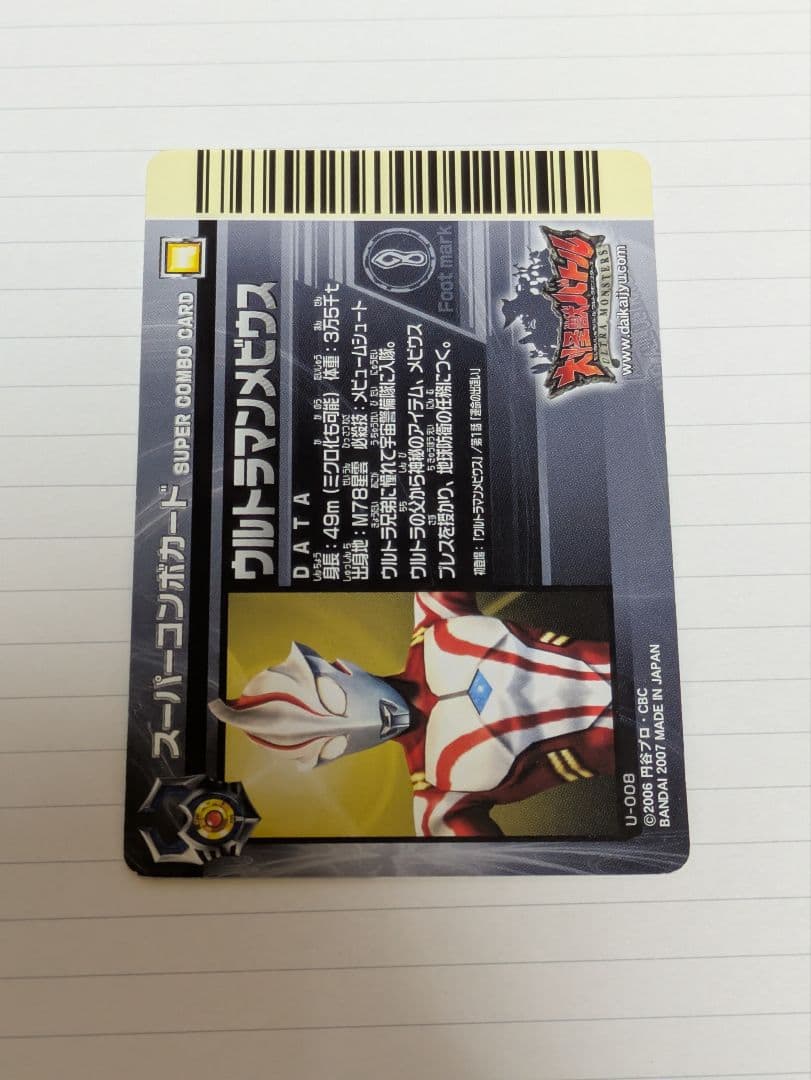 スーパーコンボカード SUPER COMBO CARD
ウルトラマンメビウス
DATA
身長：49m（ミクロ化も可能） 体重：3万5千t
出身地：M78星雲 必殺技：メビュームシュート
ウルトラ兄弟に憧れて宇宙警備隊に入隊。
ウルトラの父から神秘のアイテム、メビウス
ブレスを授かり、地球防衛の任務につく。
初登場：「ウルトラマンメビウス」／第1話「運命の出逢い」
Foot mark
大怪獣バトル
ULTRA MONSTERS
www.daikaijyu.com
U-008
©2006 円谷プロ・CBC
BANDAI 2007 MADE IN JAPAN